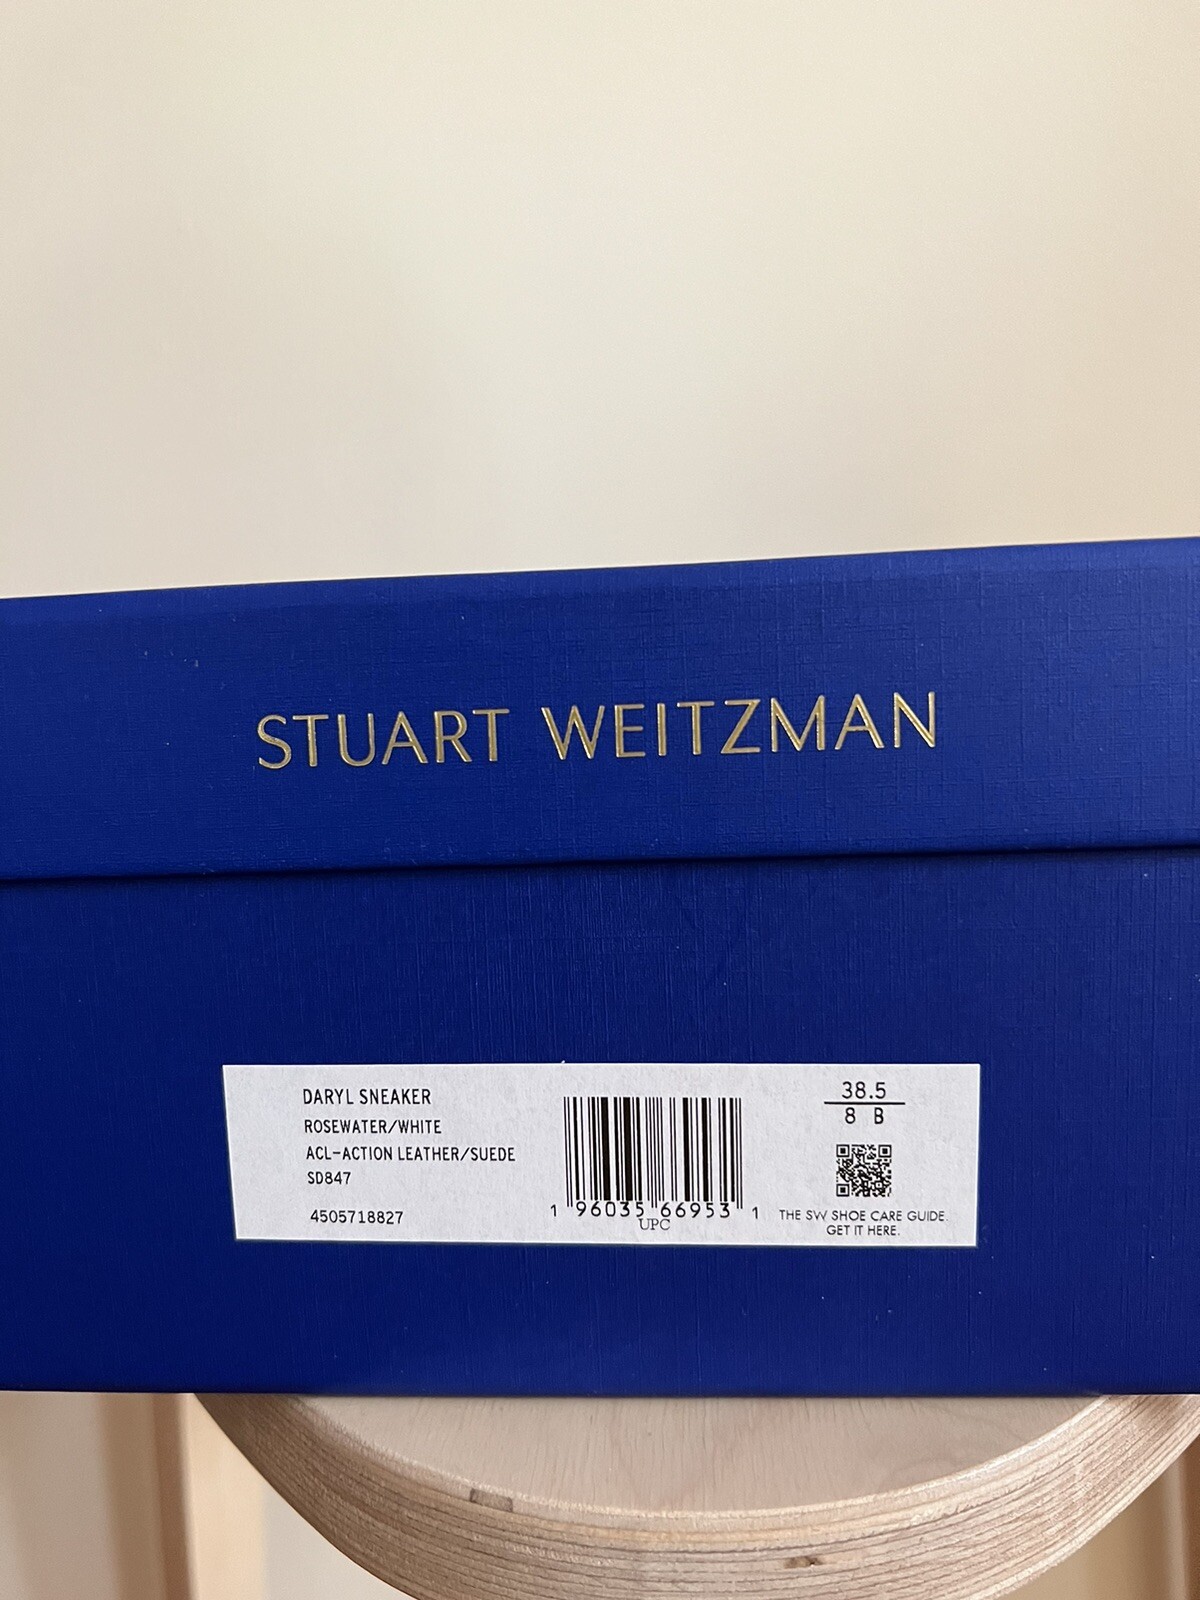 STUART WEITZMAN
DARYL SNEAKER
ROSEWATER/WHITE
ACL-ACTION LEATHER/SUEDE
SD847
4505718827
1 96035 66953 1
UPC
38.5
8 B
THE SW SHOE CARE GUIDE.
GET IT HERE.